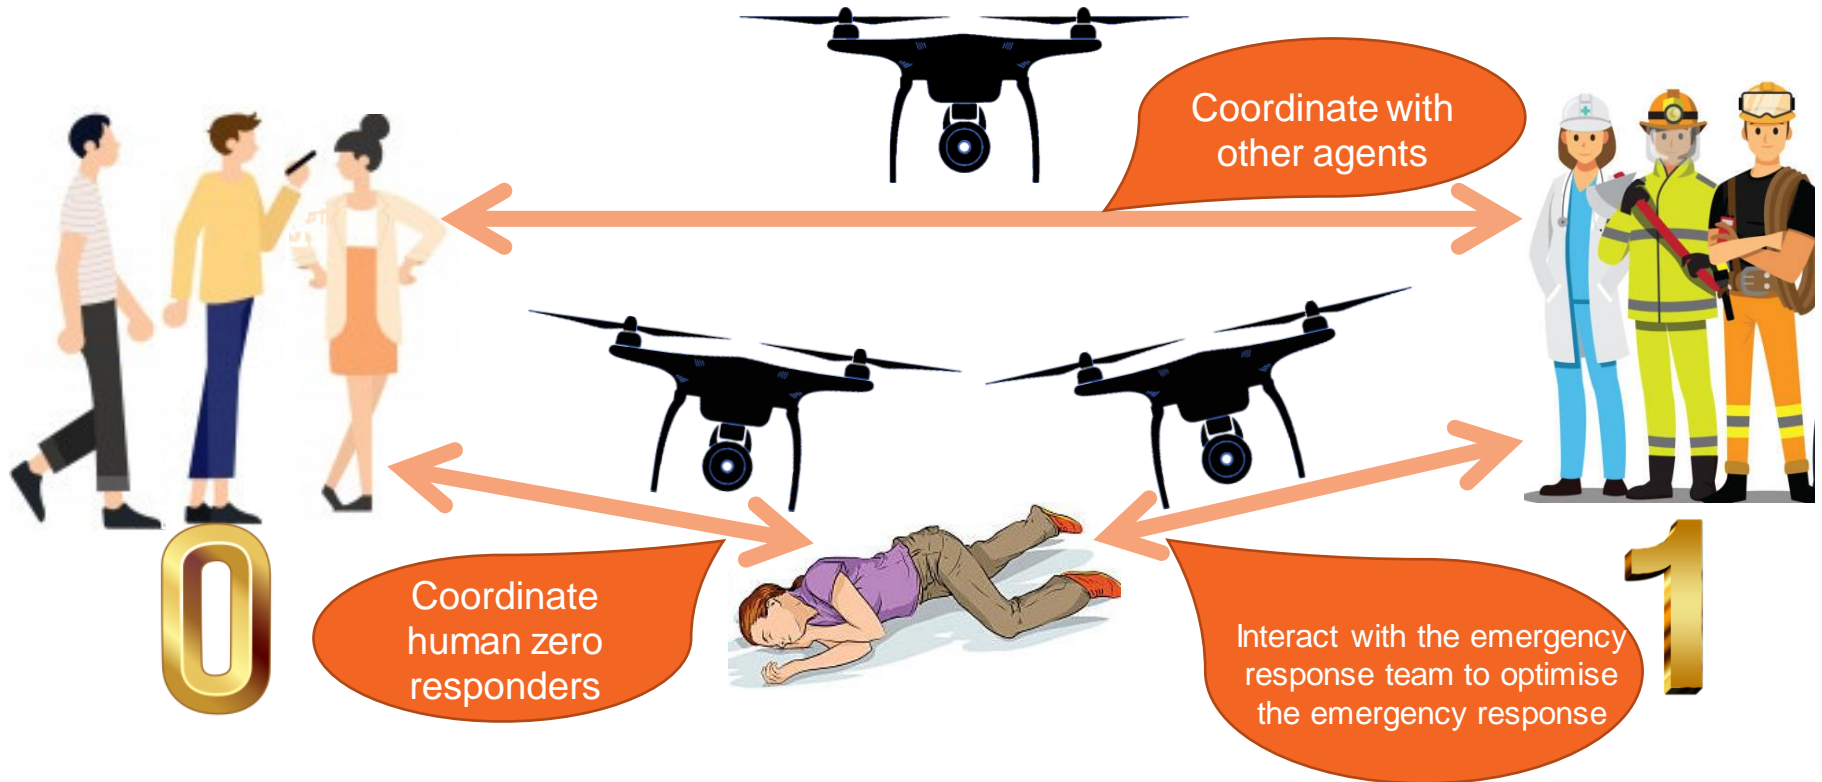 Coordinate with
other agents
0
Coordinate
human zero
responders
Interact with the emergency
response team to optimise
the emergency response
1